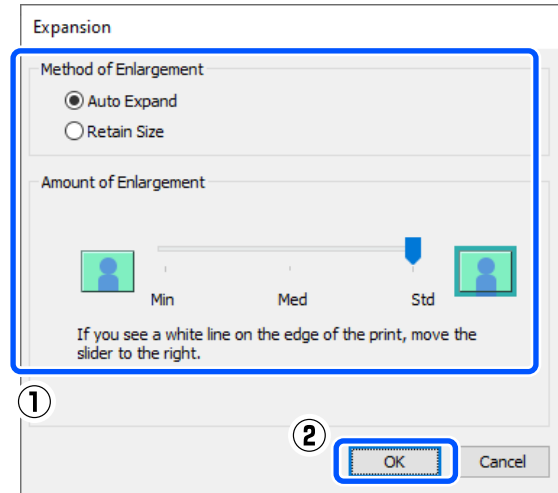 Expansion
Method of Enlargement
Auto Expand
Retain Size
Amount of Enlargement
Min Med Std
If you see a white line on the edge of the print, move the
slider to the right.
①
②
OK Cancel